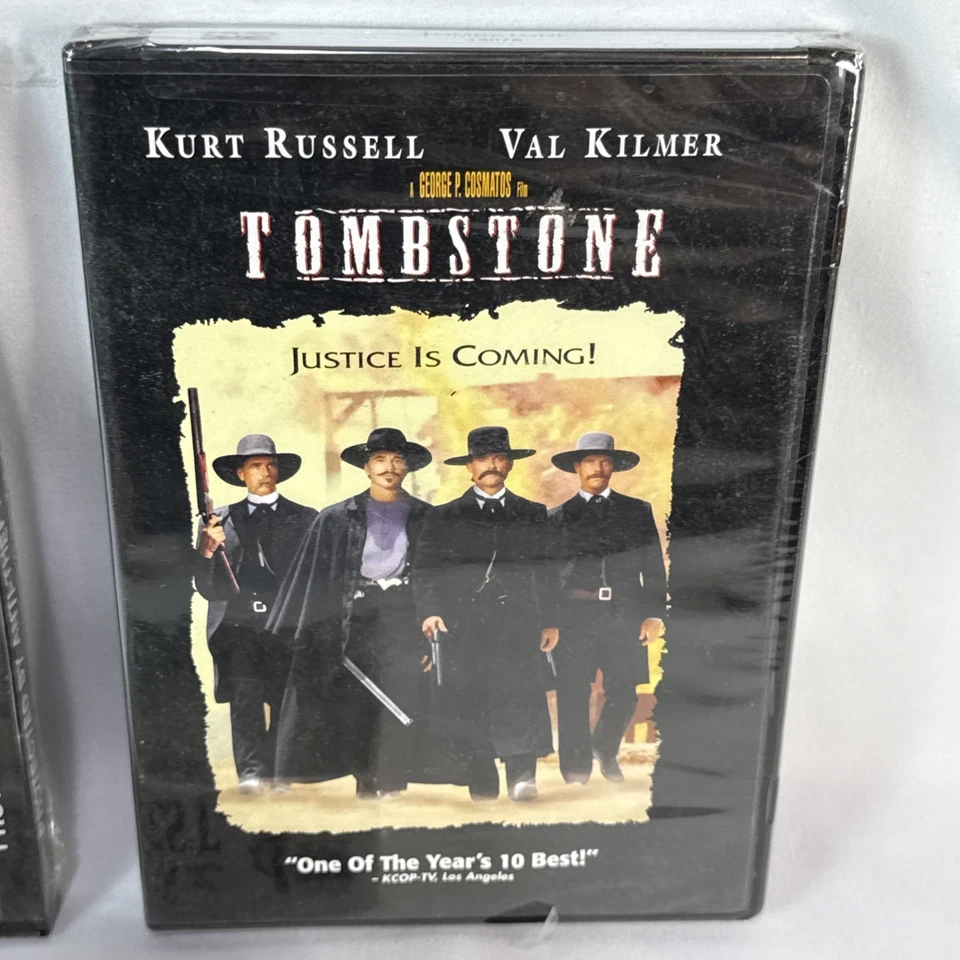 TOMBSTONE
KURT RUSSELL VAL KILMER
A GEORGE P. COSMATOS Film
TOMBSTONE
JUSTICE IS COMING!
"One Of The Year's 10 Best!"
- KCOP-TV, Los Angeles